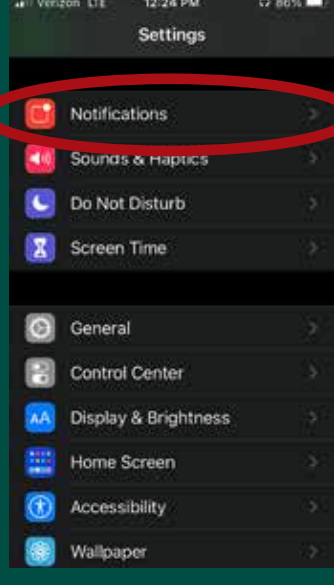 Verizon LTE 12:24 PM 86%
Settings
Notifications
Sounds & Haptics
Do Not Disturb
Screen Time
General
Control Center
AA Display & Brightness
Home Screen
Accessibility
Wallpaper